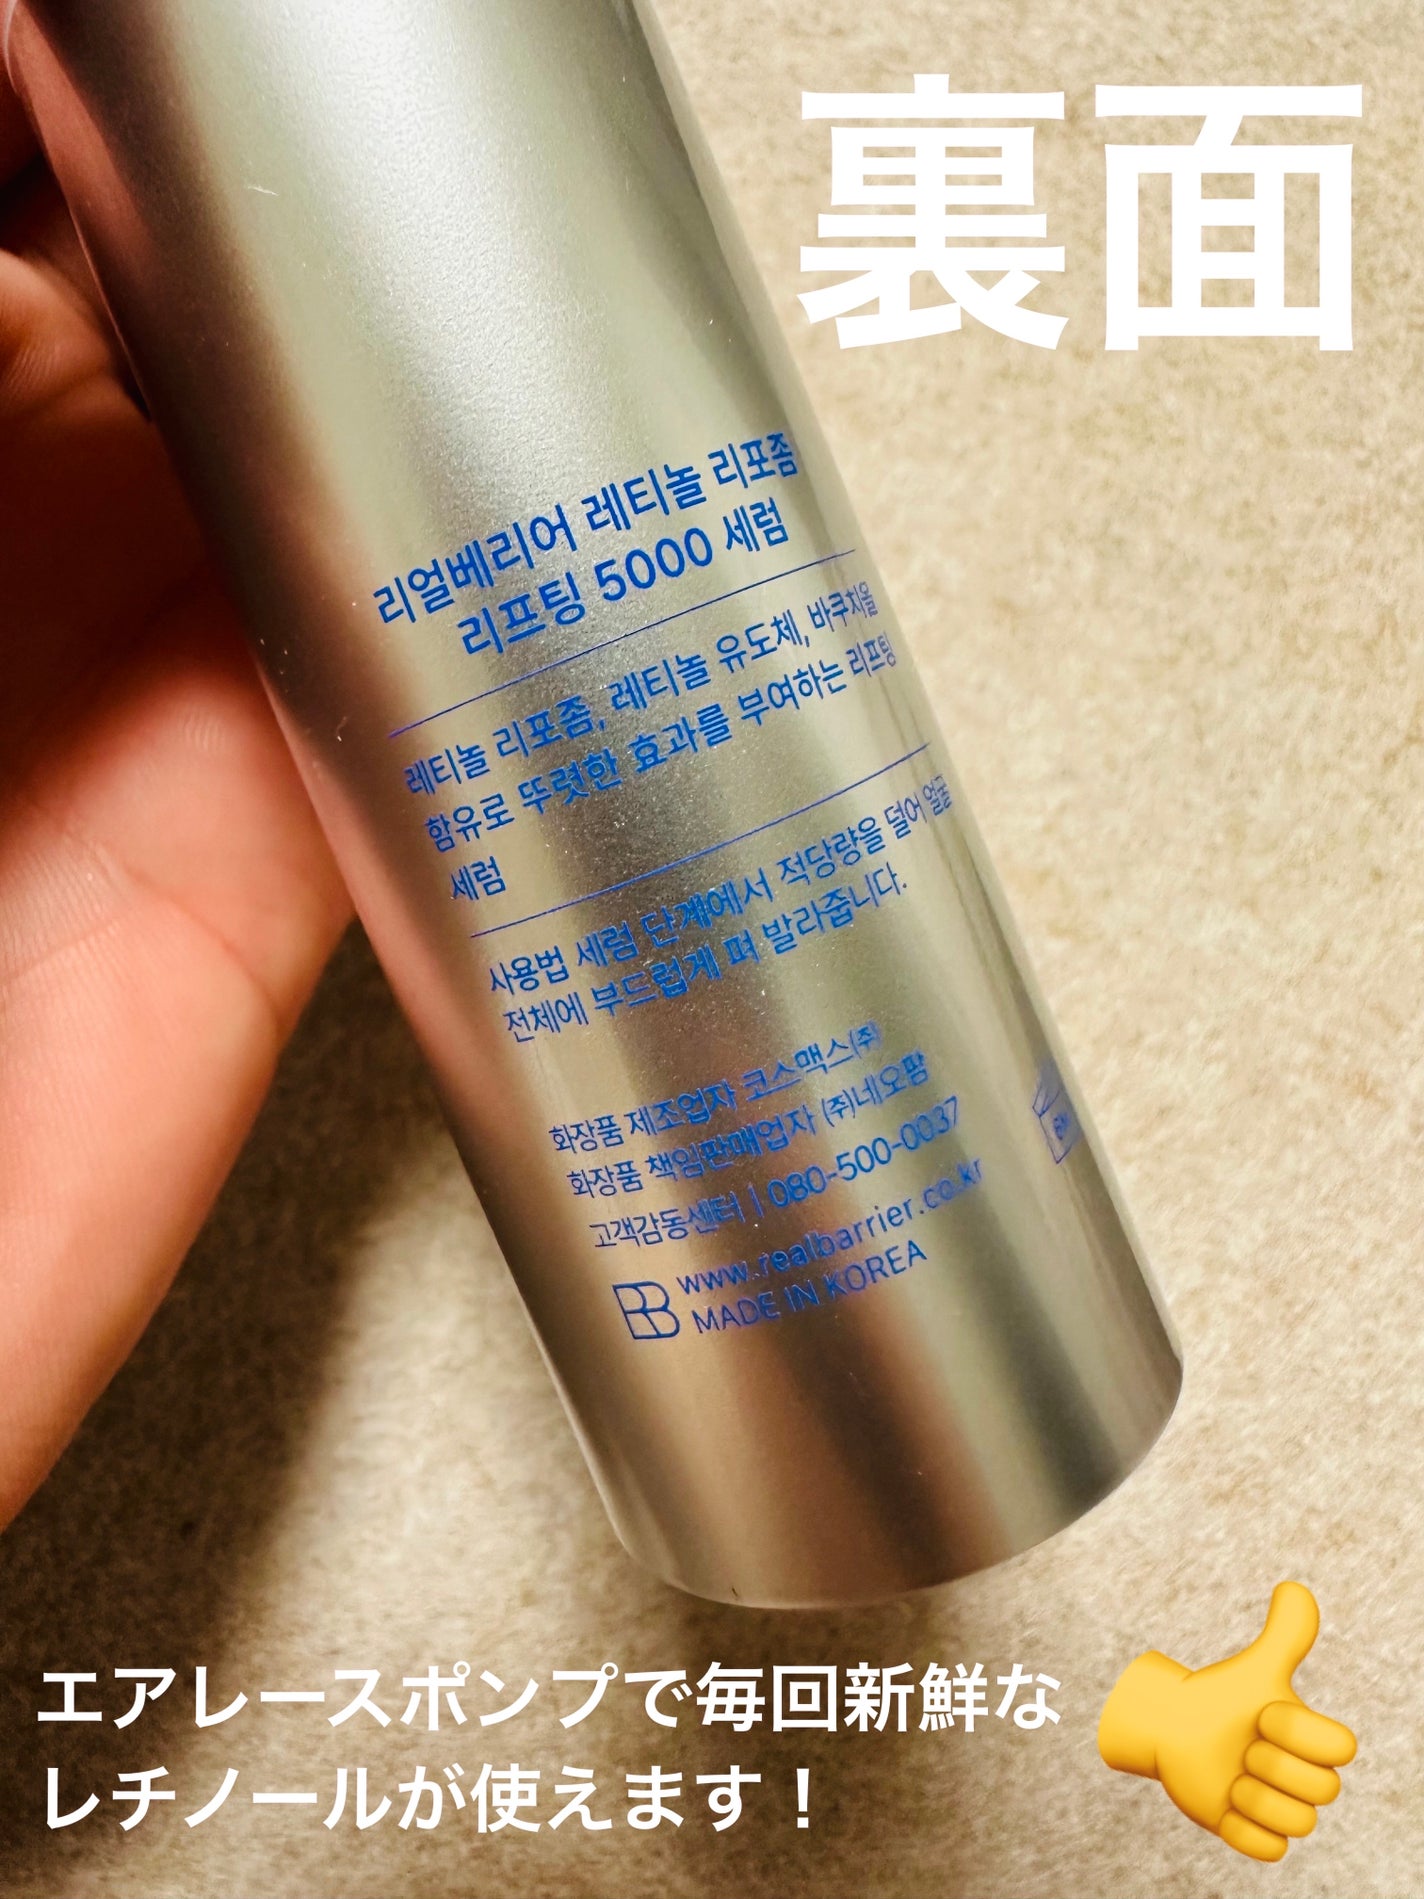 裏面
리얼베리어 레티놀 리포좀
리프팅 5000 세럼
레티놀 리포좀, 레티놀 유도체, 바쿠치올
함유로 뚜렷한 효과를 부여하는 리프팅
세럼
사용법 세럼 단계에서 적당량을 덜어 얼굴
전체에 부드럽게 펴 발라줍니다.
화장품 제조업자 코스맥스㈜
화장품 책임판매업자 ㈜네오팜
고객감동센터 | 080-500-0037
www.realbarrier.co.kr
MADE IN KOREA
エアレースポンプで毎回新鮮な
レチノールが使えます！